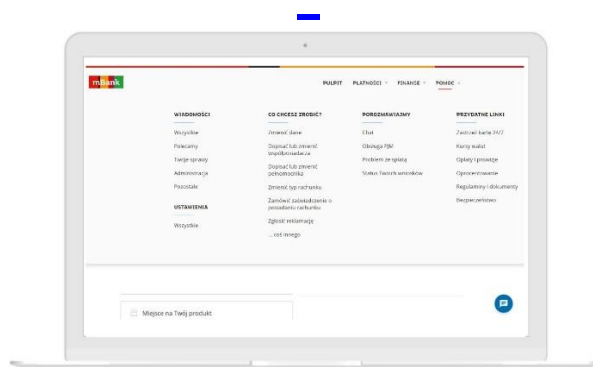 mBank
PULPIT PŁATNOŚCI FINANSE POMOC
WIADOMOŚCI
Wszystkie
Polecamy
Twoje sprawy
Administracja
Pozostałe
USTAWIENIA
Wszystkie
CO CHCESZ ZROBIĆ?
Zmienić dane
Dopisać lub zmienić
współposiadacza
Dopisać lub zmienić
pełnomocnika
Zmienić typ rachunku
Zamówić zaświadczenie o
posiadaniu rachunku
Zgłosić reklamację
... coś innego
POROZMAWIAJMY
Chat
Obsługa PJM
Problem ze spłatą
Status Twoich wniosków
PRZYDATNE LINKI
Zastrzeż kartę 24/7
Kursy walut
Opłaty i prowizje
Oprocentowanie
Regulaminy i dokumenty
Bezpieczeństwo
Miejsce na Twój produkt